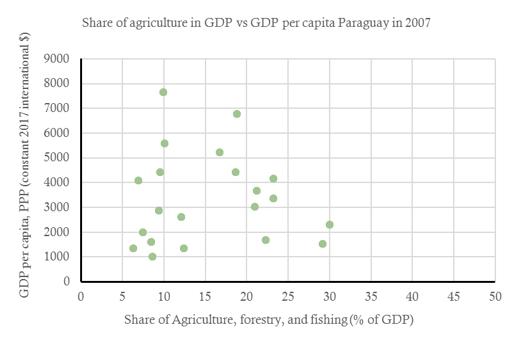 Share of agriculture in GDP vs GDP per capita Paraguay in 2007
GDP per capita, PPP (constant 2017 international $)
9000
8000
7000
6000
5000
4000
3000
2000
1000
0
0 5 10 15 20 25 30 35 40 45 50
Share of Agriculture, forestry, and fishing (% of GDP)